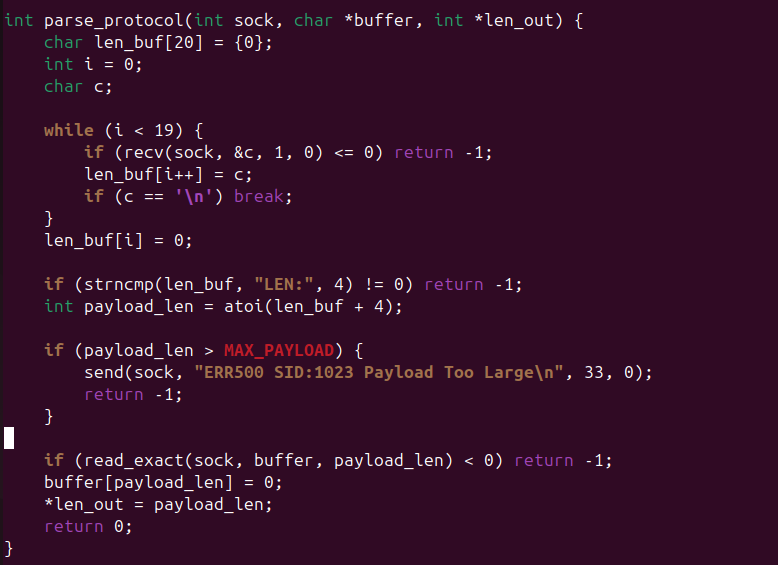 int parse_protocol(int sock, char *buffer, int *len_out) {
    char len_buf[20] = {0};
    int i = 0;
    char c;

    while (i < 19) {
        if (recv(sock, &c, 1, 0) <= 0) return -1;
        len_buf[i++] = c;
        if (c == '\n') break;
    }
    len_buf[i] = 0;

    if (strncmp(len_buf, "LEN:", 4) != 0) return -1;
    int payload_len = atoi(len_buf + 4);

    if (payload_len > MAX_PAYLOAD) {
        send(sock, "ERR500 SID:1023 Payload Too Large\n", 33, 0);
        return -1;
    }

    if (read_exact(sock, buffer, payload_len) < 0) return -1;
    buffer[payload_len] = 0;
    *len_out = payload_len;
    return 0;
}